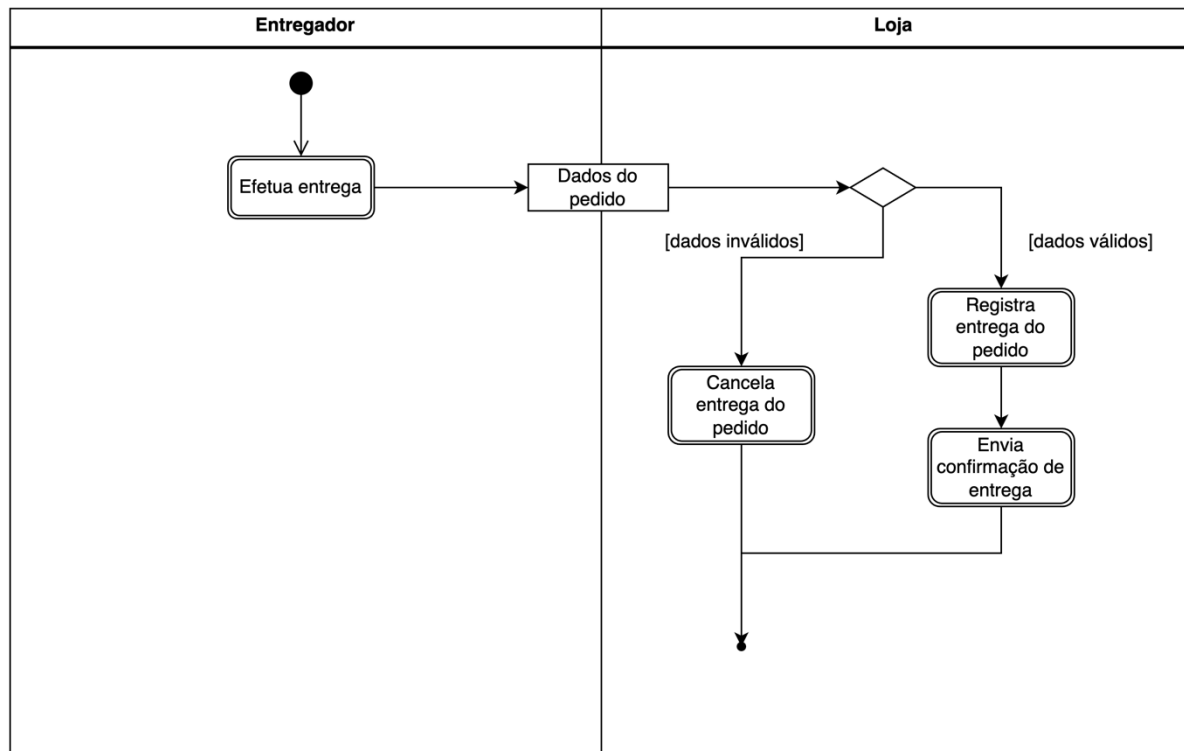 Entregador
Loja
Efetua entrega
Dados do
pedido
[dados inválidos]
[dados válidos]
Registra
entrega do
pedido
Cancela
entrega do
pedido
Envia
confirmação de
entrega